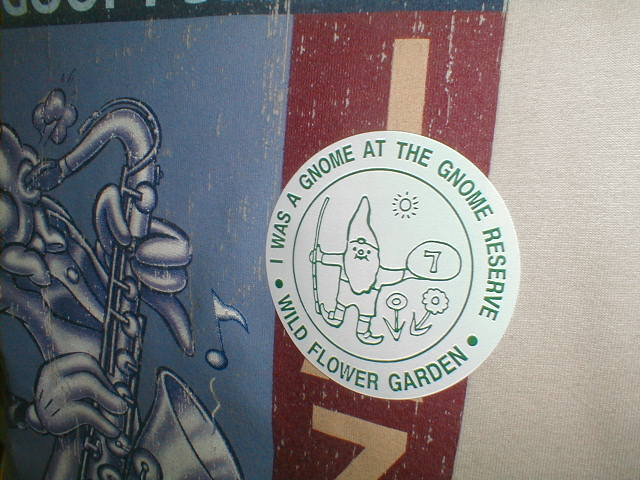 I WAS A GNOME AT THE GNOME RESERVE
7
• WILD FLOWER GARDEN •